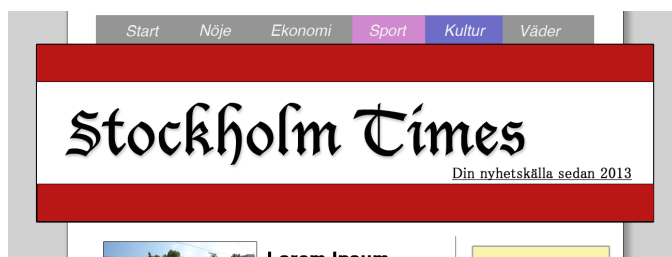 Start Nöje Ekonomi Sport Kultur Väder
Stockholm Times
Din nyhetskälla sedan 2013
Lorem Ipsum